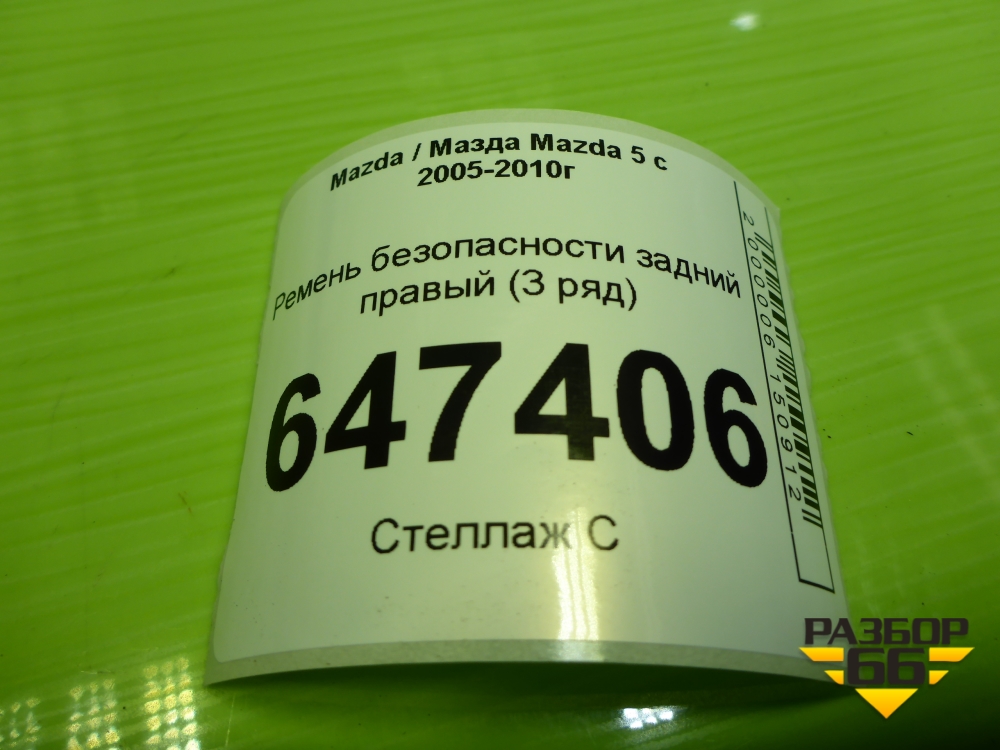 Mazda / Мазда Mazda 5 с
2005-2010г
Ремень безопасности задний
правый (3 ряд)
647406
Стеллаж С
2000006150912
РАЗБОР
66